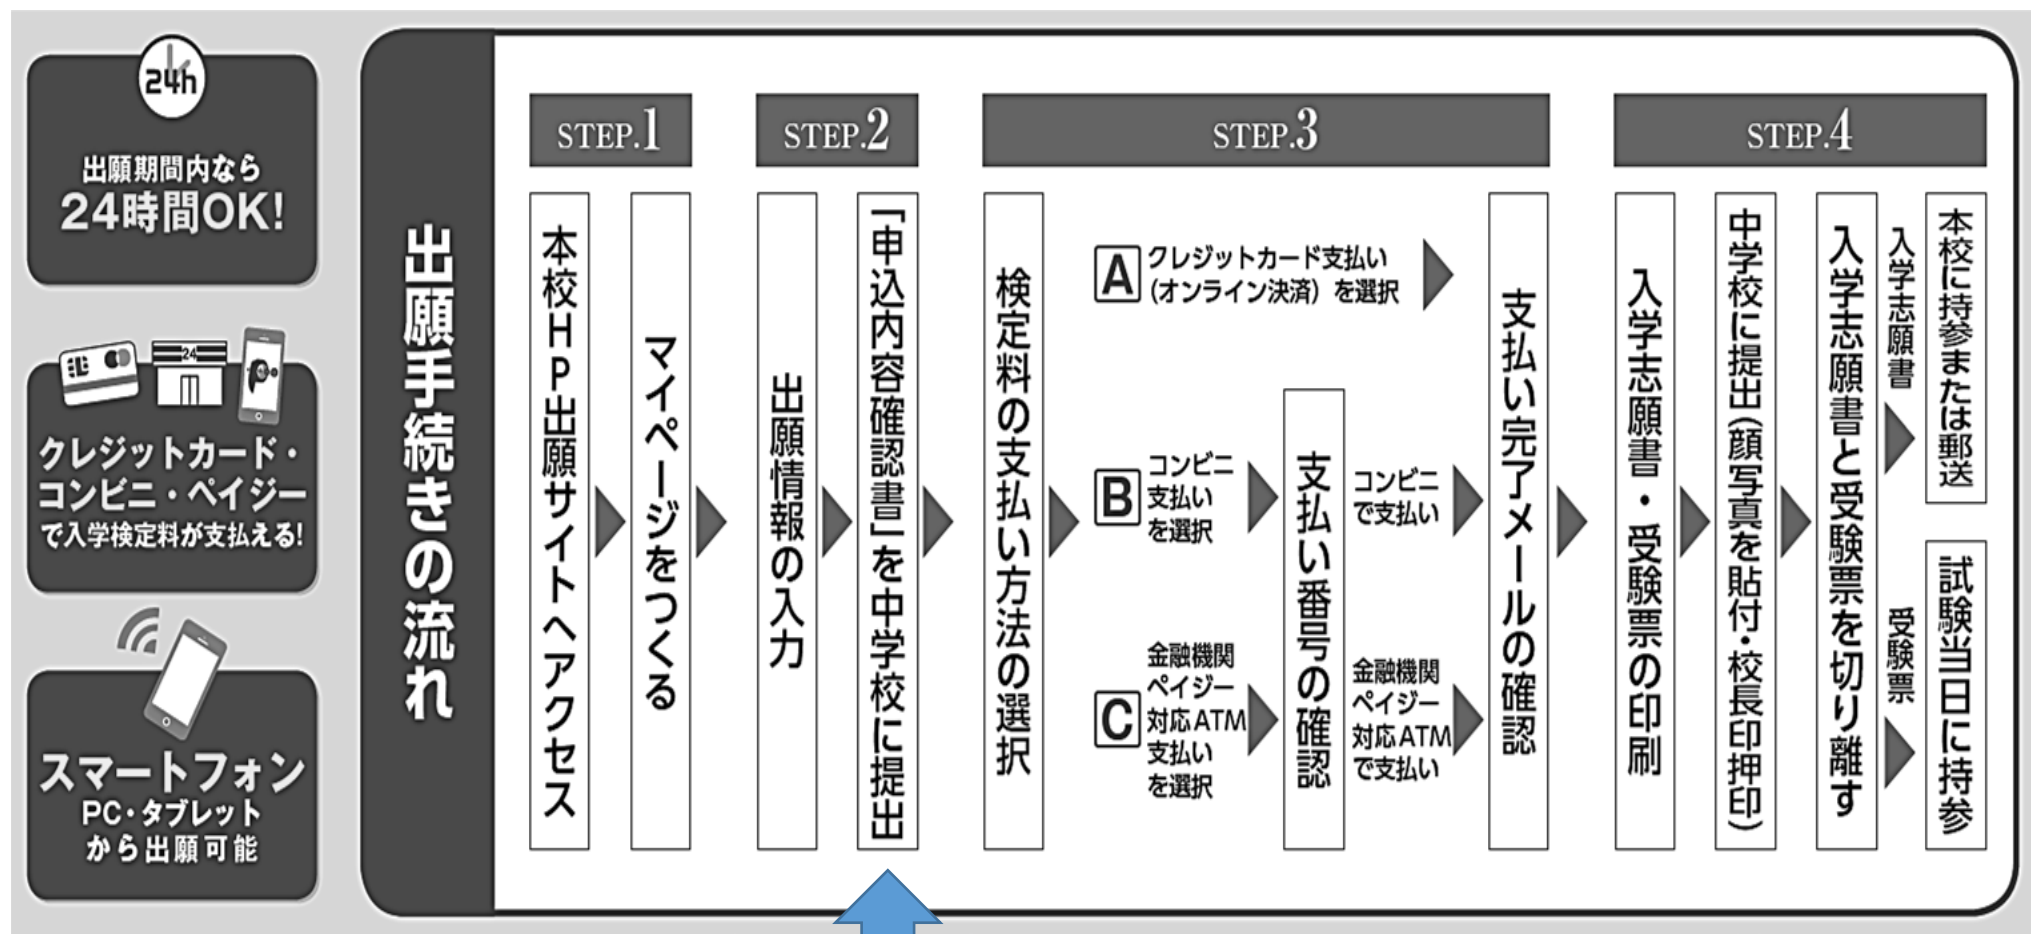 24h
出願期間内なら
24時間OK!
24
クレジットカード・
コンビニ・ペイジー
で入学検定料が支払える!
スマートフォン
PC・タブレット
から出願可能
出願手続きの流れ
STEP.1
本校HP出願サイトへアクセス
マイページをつくる
STEP.2
出願情報の入力
「申込内容確認書」を中学校に提出
STEP.3
検定料の支払い方法の選択
A
クレジットカード支払い
（オンライン決済）を選択
B
コンビニ
支払い
を選択
C
金融機関
ペイジー
対応ATM
支払い
を選択
支払い番号の確認
コンビニ
で支払い
金融機関
ペイジー
対応ATM
で支払い
支払い完了メールの確認
STEP.4
入学志願書・受験票の印刷
中学校に提出（顔写真を貼付・校長印押印）
入学志願書と受験票を切り離す
入学志願書
本校に持参または郵送
受験票
試験当日に持参